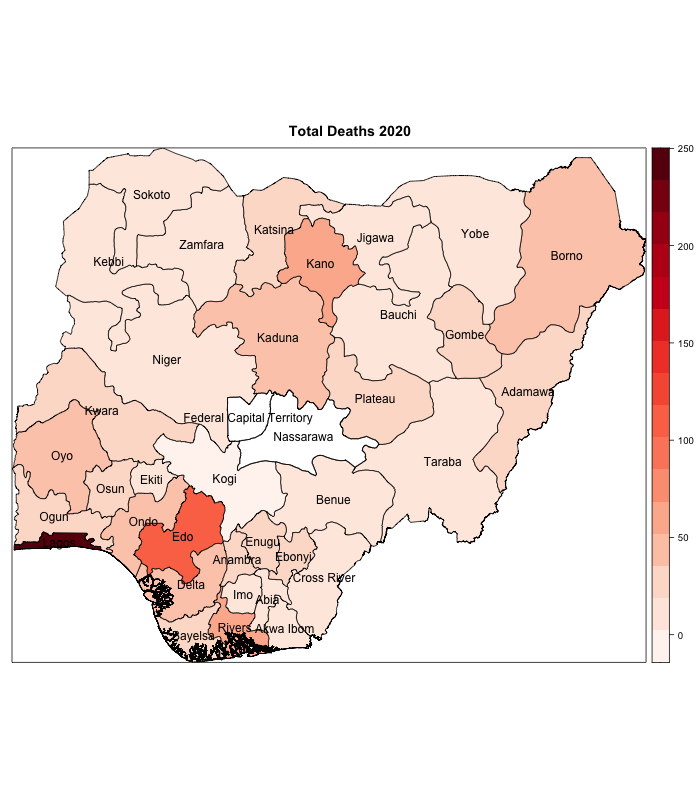 Total Deaths 2020
Sokoto
Katsina
Jigawa
Yobe
Zamfara
Borno
Kebbi
Kano
Bauchi
Gombe
Kaduna
Niger
Adamawa
Plateau
Kwara
Federal Capital Territory
Nassarawa
Oyo
Taraba
Kogi
Ekiti
Osun
Benue
Ogun
Ondo
Edo
Lagos
Enugu
Anambra
Ebonyi
Cross River
Delta
Imo
Abia
Rivers
Akwa Ibom
Bayelsa
250
200
150
100
50
0